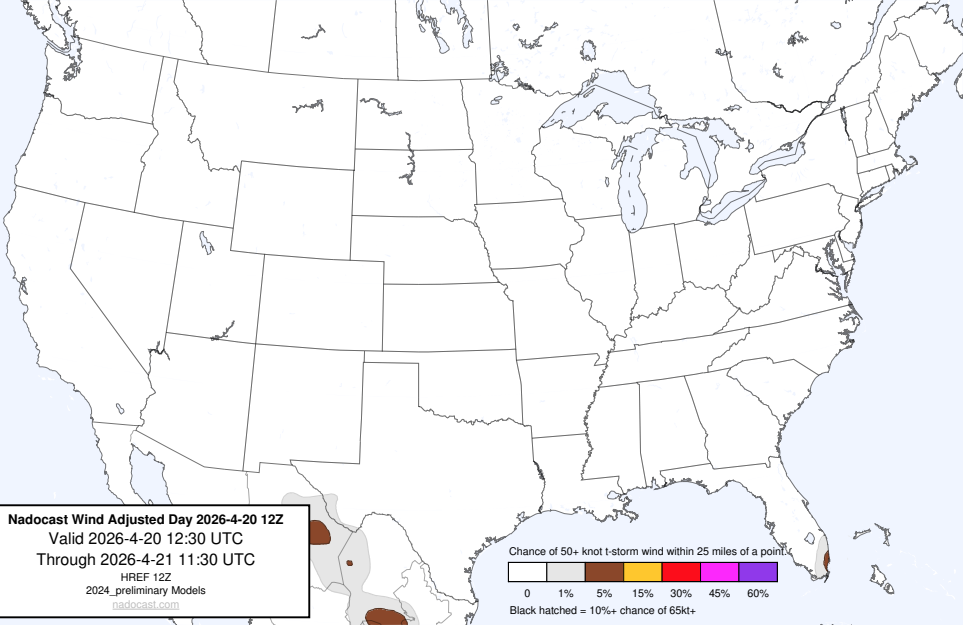 Nadocast Wind Adjusted Day 2026-4-20 12Z
Valid 2026-4-20 12:30 UTC
Through 2026-4-21 11:30 UTC
HREF 12Z
2024_preliminary Models
nadocast.com
Chance of 50+ knot t-storm wind within 25 miles of a point.
0 1% 5% 15% 30% 45% 60%
Black hatched = 10%+ chance of 65kt+